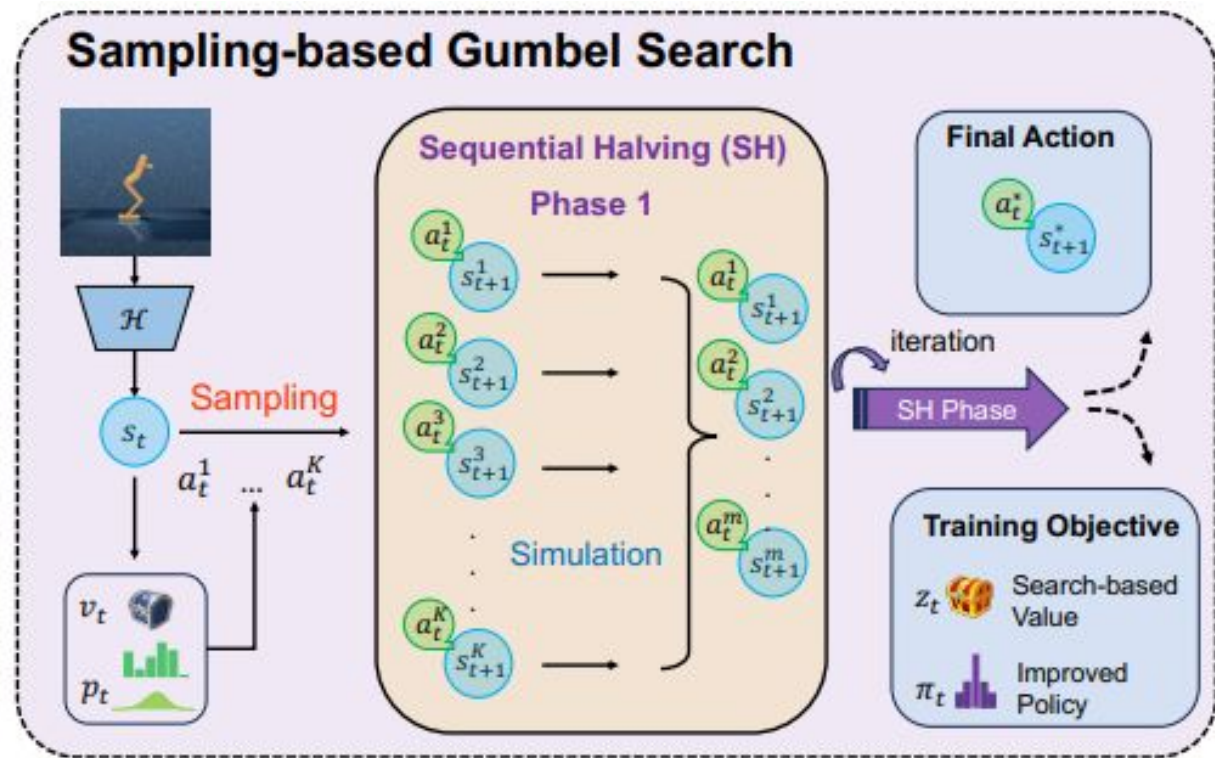 Sampling-based Gumbel Search
ℋ
s_t
Sampling
a_t^1 ... a_t^K
v_t
p_t
Sequential Halving (SH)
Phase 1
a_t^1 s_{t+1}^1
a_t^2 s_{t+1}^2
a_t^3 s_{t+1}^3
.
.
.
a_t^K s_{t+1}^K
Simulation
a_t^1 s_{t+1}^1
a_t^2 s_{t+1}^2
.
.
.
a_t^m s_{t+1}^m
iteration
SH Phase
Final Action
a_t^* s_{t+1}^*
Training Objective
z_t Search-based
Value
π_t Improved
Policy